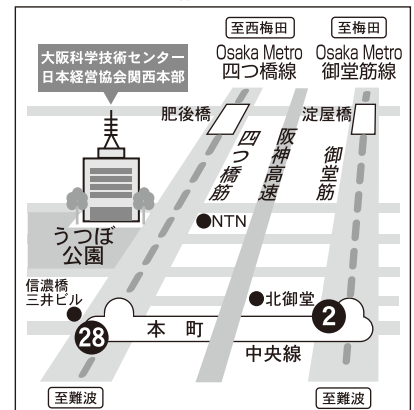 至西梅田
至梅田
Osaka Metro
四つ橋線
Osaka Metro
御堂筋線
大阪科学技術センター
日本経営協会関西本部
肥後橋
淀屋橋
四つ橋筋
阪神高速
御堂筋
NTN
うつぼ
公園
信濃橋
三井ビル
北御堂
2
28
本町
中央線
至難波
至難波